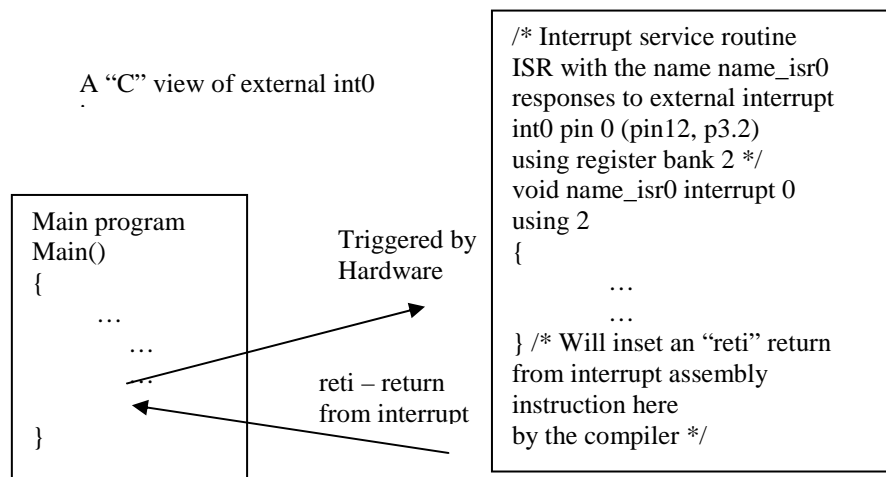 A “C” view of external int0
Main program
Main()
{
…
…
…
}
Triggered by
Hardware
reti – return
from interrupt
/* Interrupt service routine
ISR with the name name_isr0
responses to external interrupt
int0 pin 0 (pin12, p3.2)
using register bank 2 */
void name_isr0 interrupt 0
using 2
{
…
…
} /* Will inset an “reti” return
from interrupt assembly
instruction here
by the compiler */